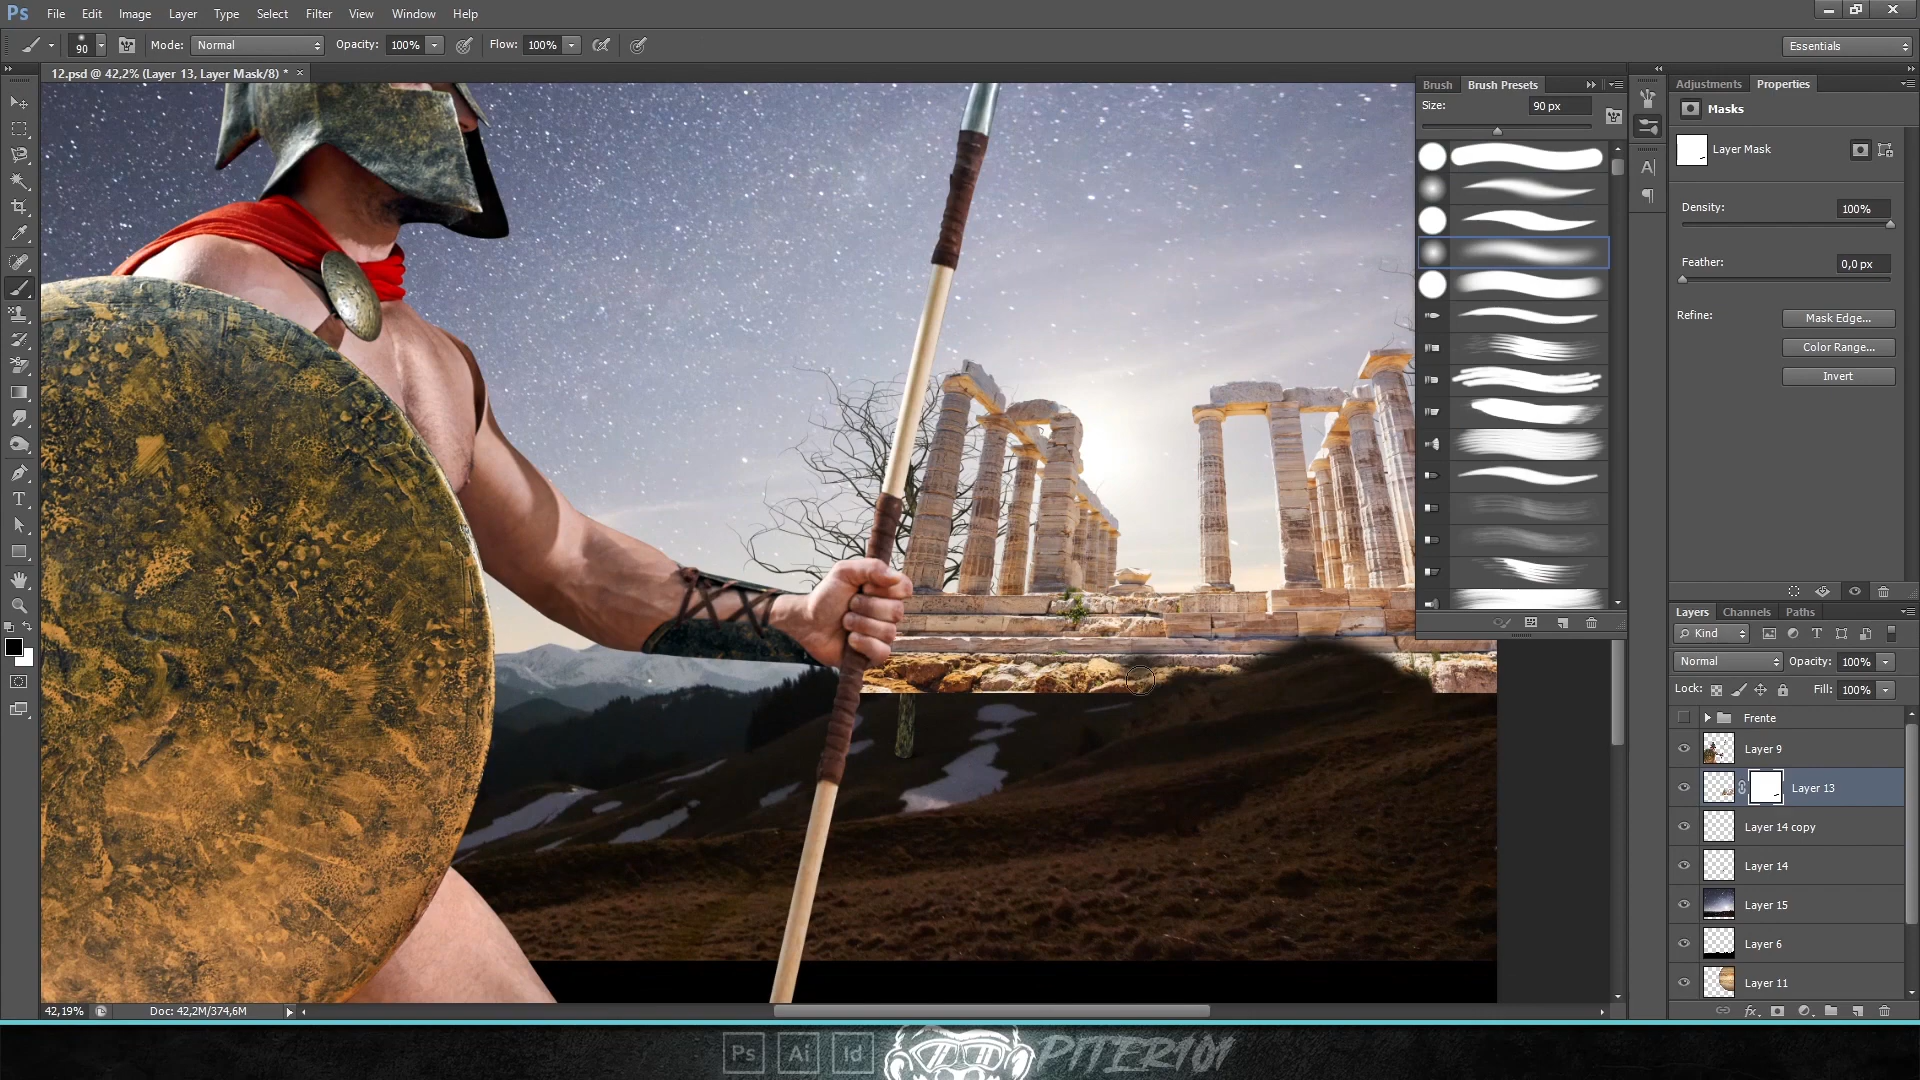 Ps File Edit Image Layer Type Select Filter View Window Help
90 Mode: Normal Opacity: 100% Flow: 100% Essentials
12.psd @ 42,2% (Layer 13, Layer Mask/8) * ×
Brush Brush Presets
Size: 90 px
Adjustments Properties
Masks
Layer Mask
Density: 100%
Feather: 0,0 px
Refine: Mask Edge...
Color Range...
Invert
Layers Channels Paths
Kind
Normal Opacity: 100%
Lock: Fill: 100%
Frente
Layer 9
Layer 13
Layer 14 copy
Layer 14
Layer 15
Layer 6
Layer 11
42,19% Doc: 42,2M/374,6M
Ps Ai Id PITER101